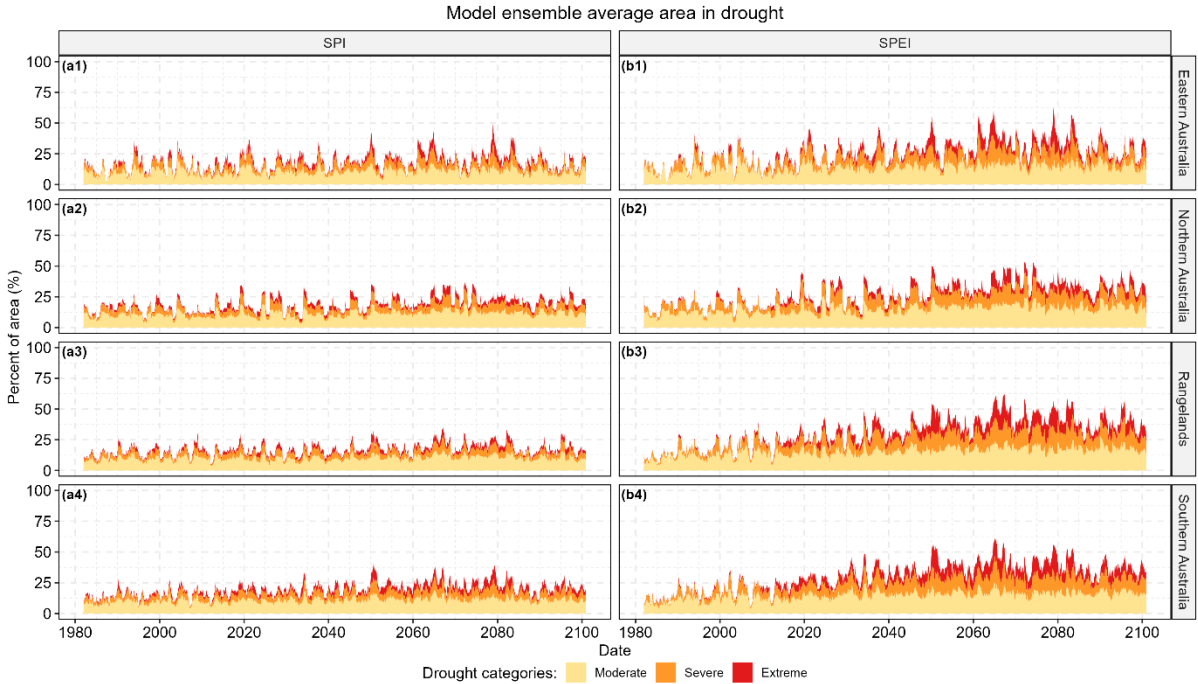 Model ensemble average area in drought
SPI
SPEI
(a1)
(b1)
100
75
50
25
0
Eastern Australia
(a2)
(b2)
100
75
50
25
0
Northern Australia
(a3)
(b3)
100
75
50
25
0
Rangelands
(a4)
(b4)
100
75
50
25
0
Southern Australia
Percent of area (%)
1980 2000 2020 2040 2060 2080 2100
1980 2000 2020 2040 2060 2080 2100
Date
Drought categories: Moderate Severe Extreme